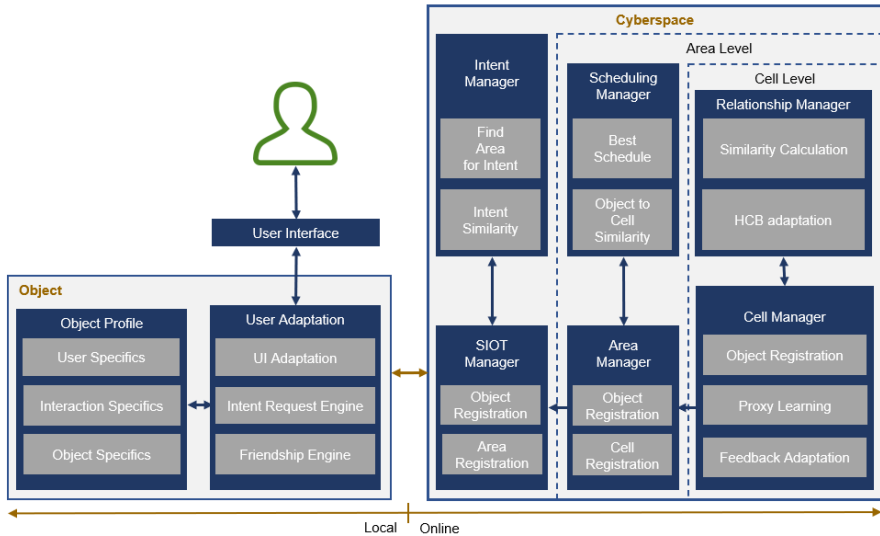 Cyberspace
Area Level
Cell Level
Intent
Manager
Find
Area
for Intent
Intent
Similarity
Scheduling
Manager
Best
Schedule
Object to
Cell
Similarity
Relationship Manager
Similarity Calculation
HCB adaptation
User Interface
Object
Object Profile
User Specifics
Interaction Specifics
Object Specifics
User Adaptation
UI Adaptation
Intent Request Engine
Friendship Engine
SIOT
Manager
Object
Registration
Area
Registration
Area
Manager
Object
Registration
Cell
Registration
Cell Manager
Object Registration
Proxy Learning
Feedback Adaptation
Local
Online